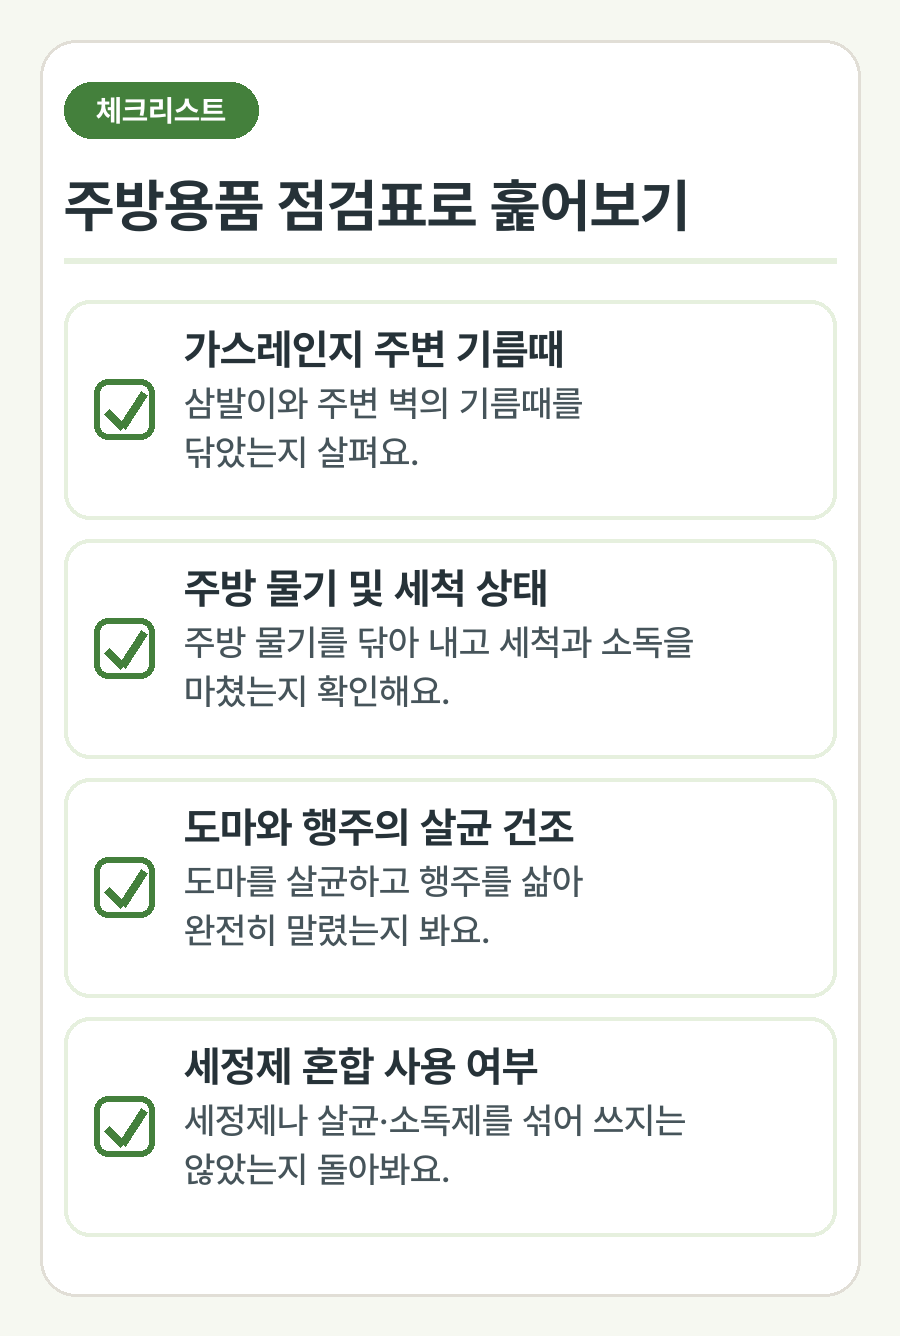 체크리스트
주방용품 점검표로 훑어보기
가스레인지 주변 기름때
삼발이와 주변 벽의 기름때를
닦았는지 살펴요.
주방 물기 및 세척 상태
주방 물기를 닦아 내고 세척과 소독을
마쳤는지 확인해요.
도마와 행주의 살균 건조
도마를 살균하고 행주를 삶아
완전히 말렸는지 봐요.
세정제 혼합 사용 여부
세정제나 살균·소독제를 섞어 쓰지는
않았는지 돌아봐요.